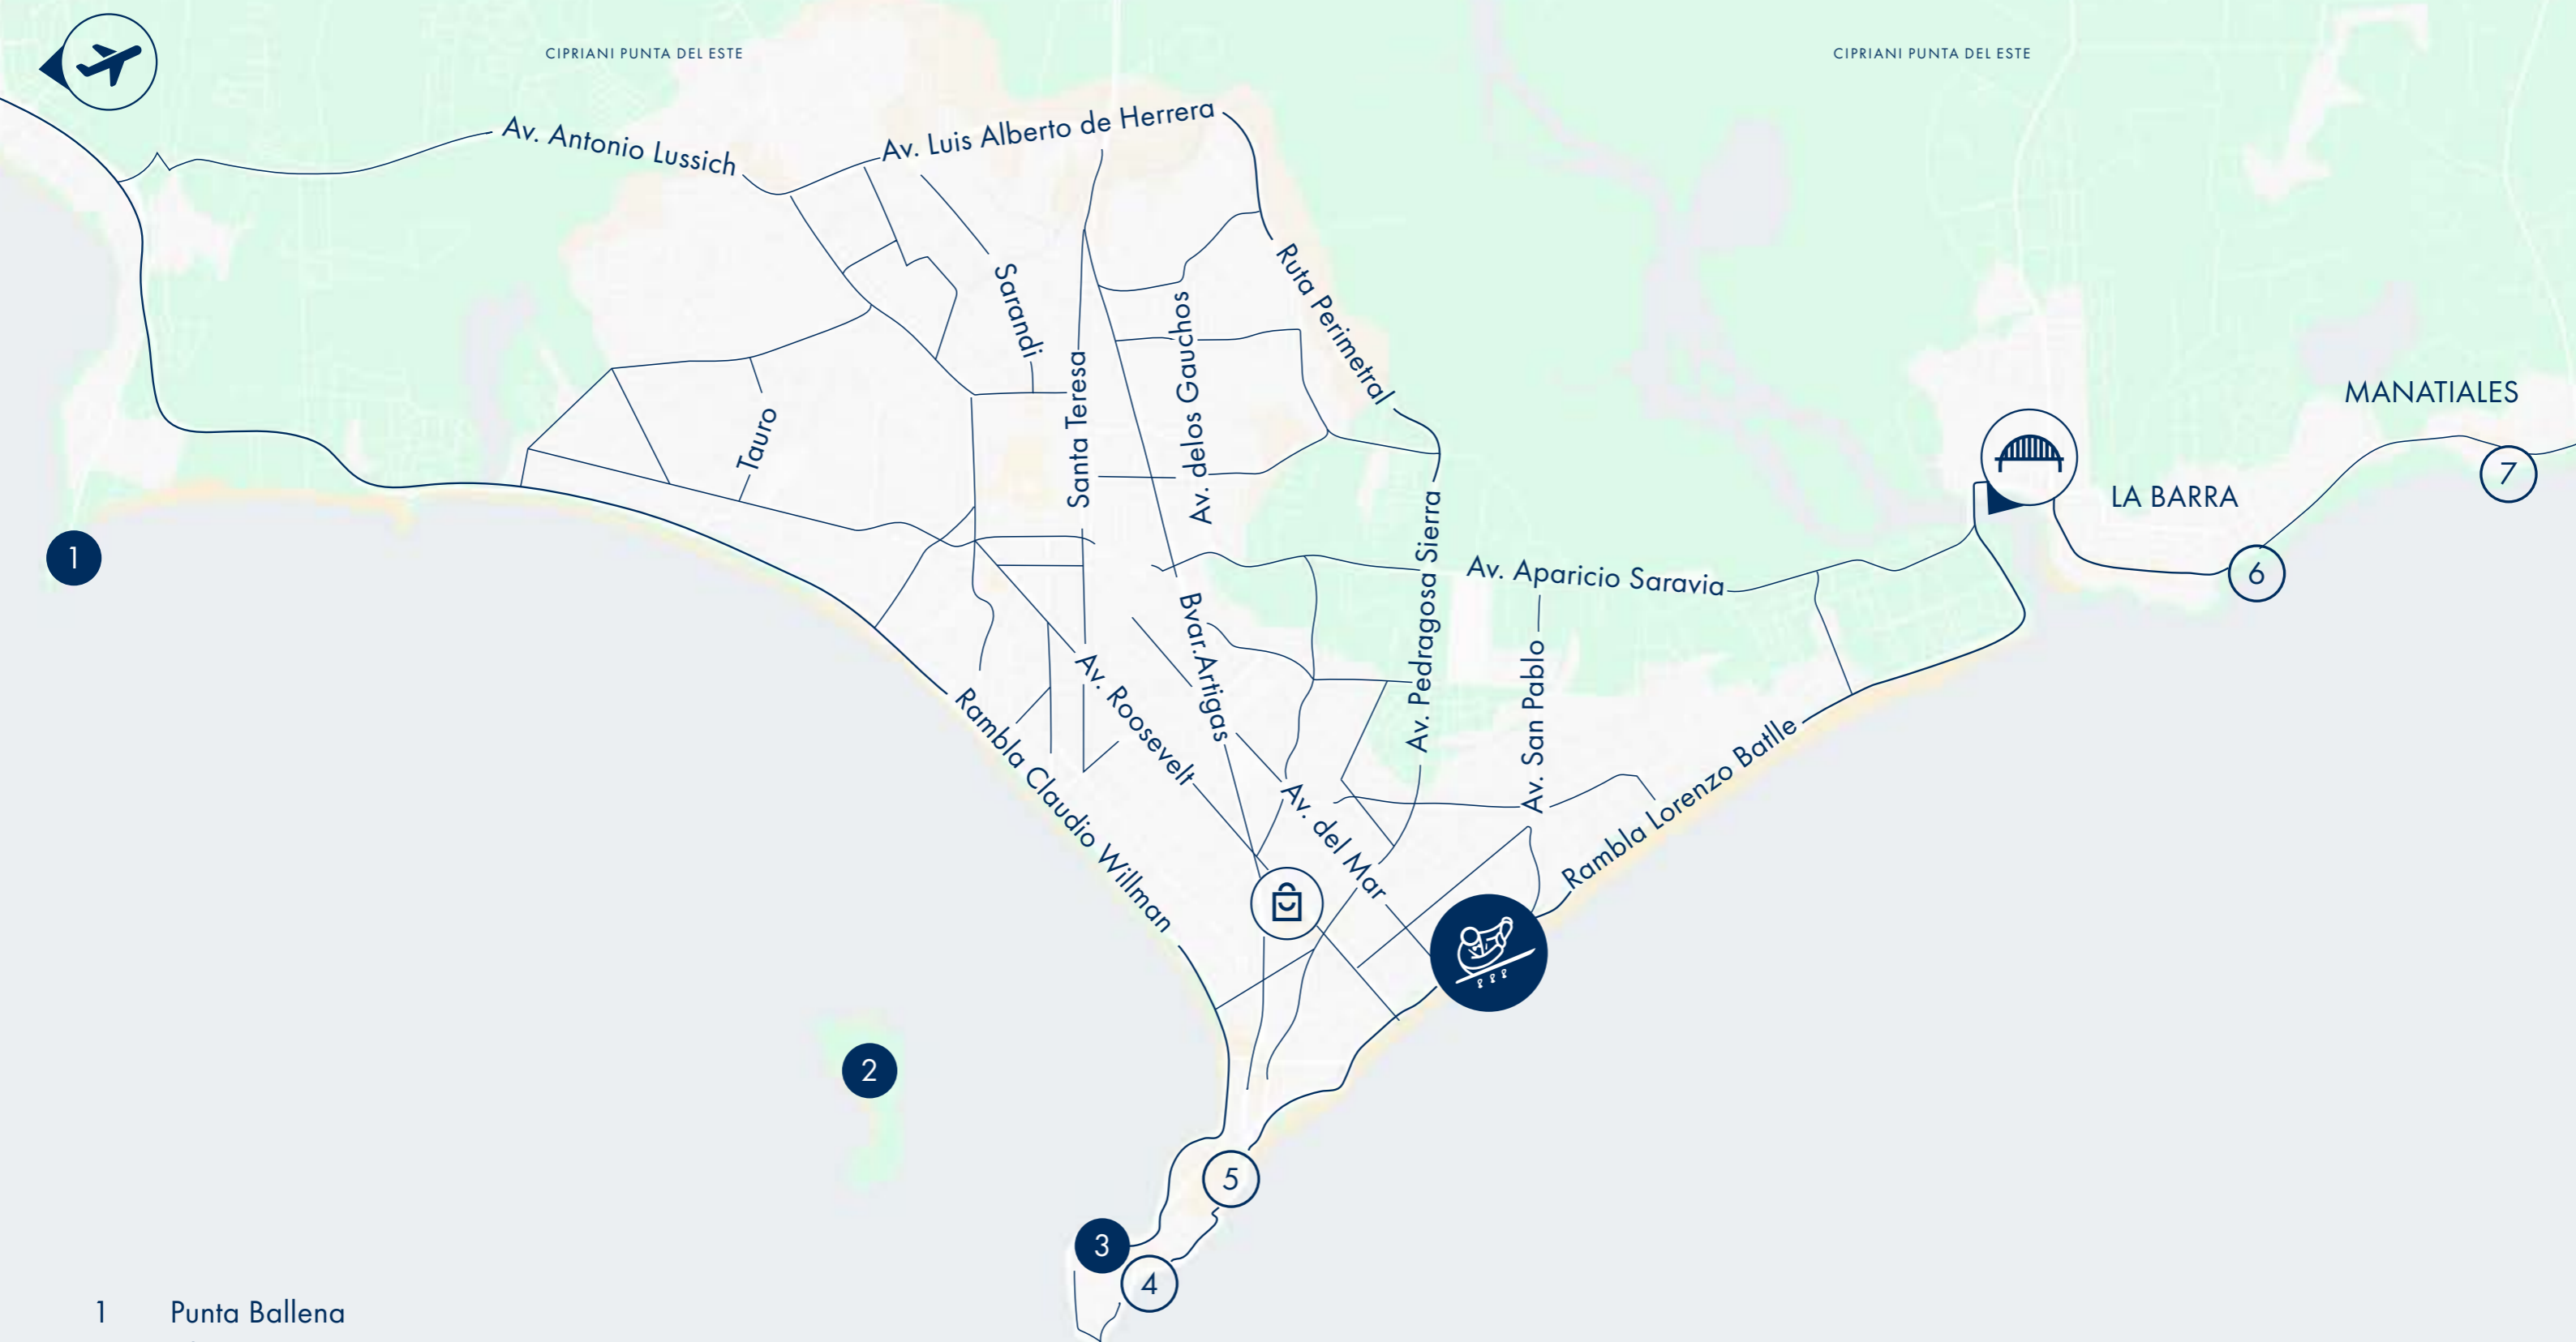 CIPRIANI PUNTA DEL ESTE
CIPRIANI PUNTA DEL ESTE
Av. Antonio Lussich
Av. Luis Alberto de Herrera
Sarandi
Santa Teresa
Av. delos Gauchos
Ruta Perimetral
Tauro
MANATIALES
7
LA BARRA
6
1
Av. Pedragosa Sierra
Av. Aparicio Saravia
Bvar.Artigas
Av. San Pablo
Av. Roosevelt
Rambla Claudio Willman
Av. del Mar
Rambla Lorenzo Batlle
2
5
3
4
1 Punta Ballena